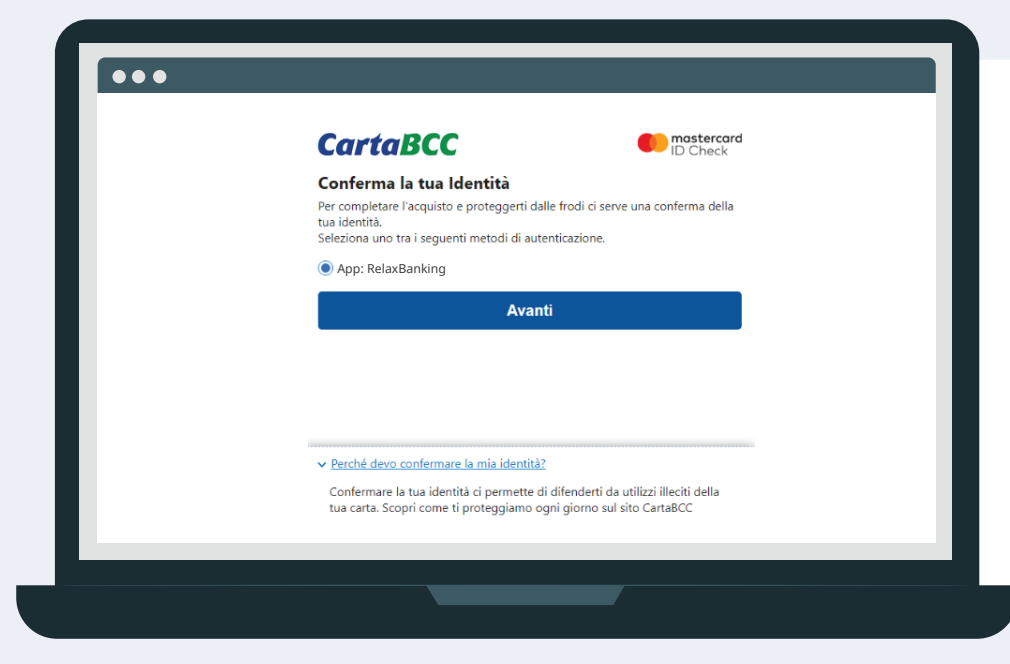 CartaBCC
mastercard
ID Check
Conferma la tua Identità
Per completare l'acquisto e proteggerti dalle frodi ci serve una conferma della
tua identità.
Seleziona uno tra i seguenti metodi di autenticazione.
App: RelaxBanking
Avanti
Perché devo confermare la mia identità?
Confermare la tua identità ci permette di difenderti da utilizzi illeciti della
tua carta. Scopri come ti proteggiamo ogni giorno sul sito CartaBCC